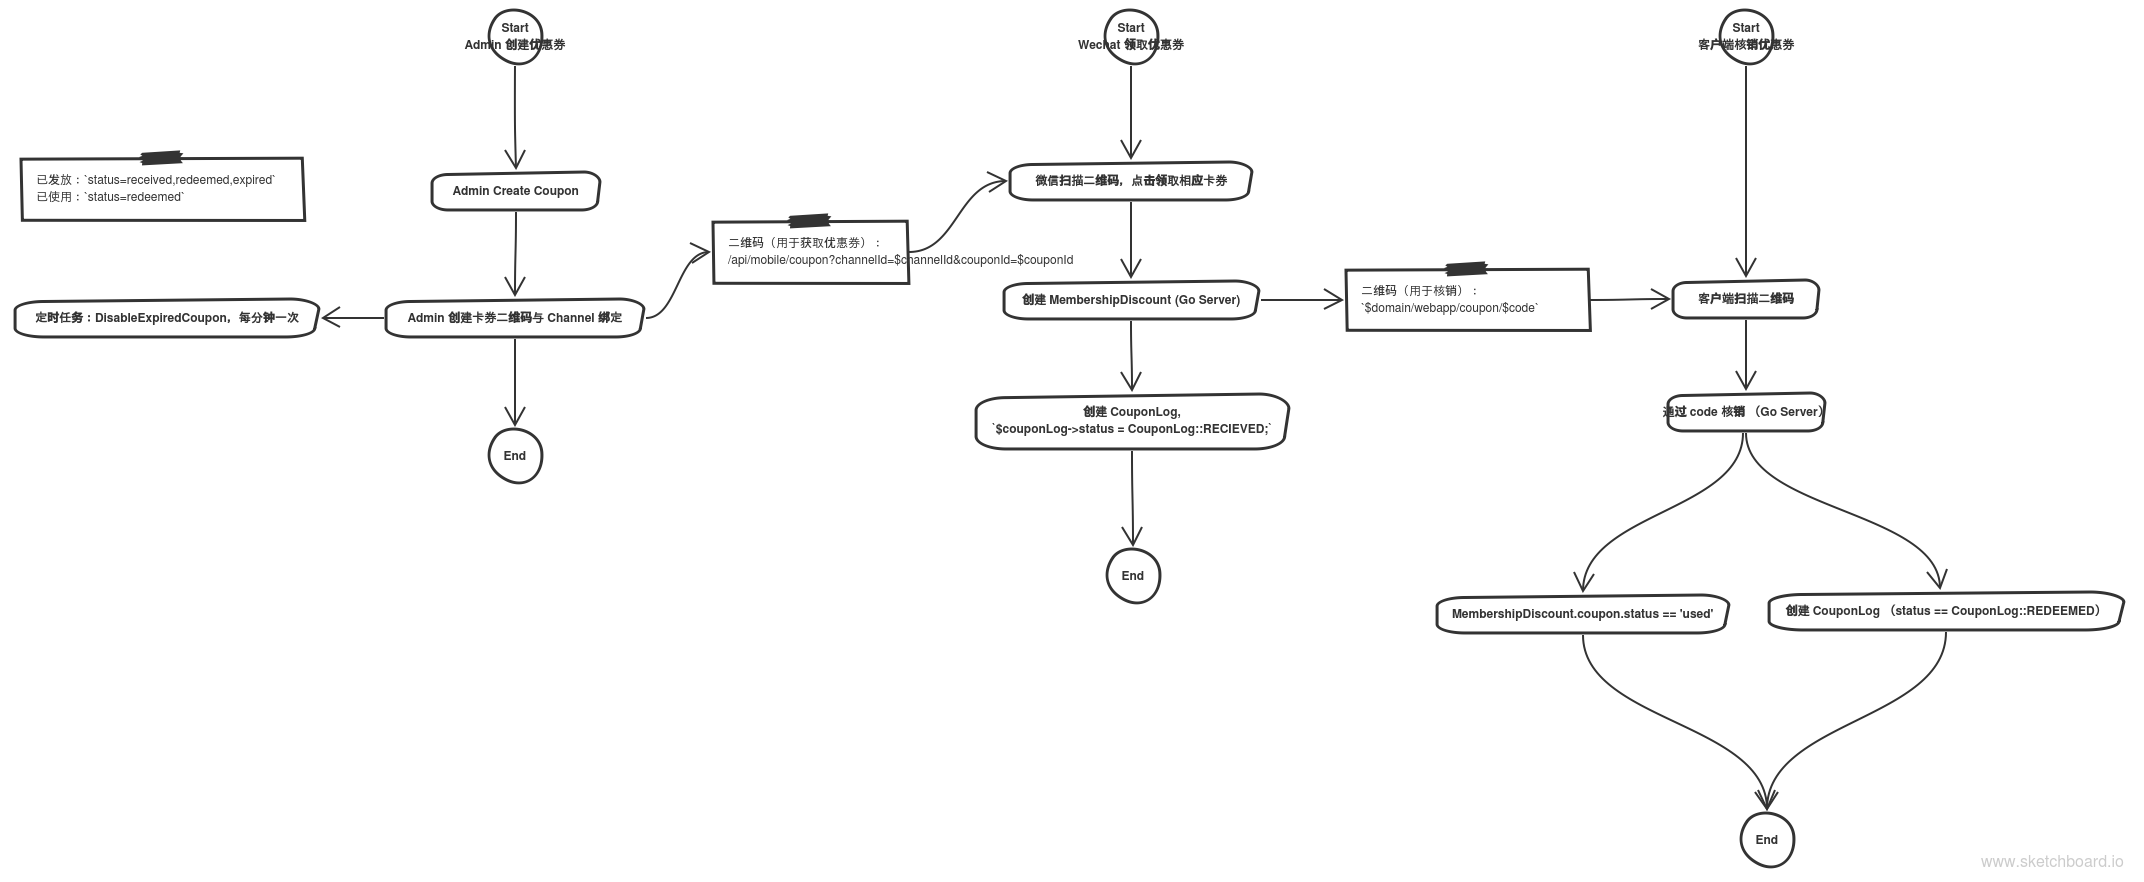 Start
Admin 创建优惠券
Admin Create Coupon
Admin 创建卡券二维码与 Channel 绑定
End
已发放：`status=received,redeemed,expired`
已使用：`status=redeemed`
定时任务：DisableExpiredCoupon，每分钟一次
二维码（用于获取优惠券）：
/api/mobile/coupon?channelId=$channelId&couponId=$couponId
Start
Wechat 领取优惠券
微信扫描二维码，点击领取相应卡券
创建 MembershipDiscount (Go Server)
创建 CouponLog,
`$couponLog->status = CouponLog::RECIEVED;`
End
二维码（用于核销）：
`$domain/webapp/coupon/$code`
Start
客户端核销优惠券
客户端扫描二维码
通过 code 核销 （Go Server）
MembershipDiscount.coupon.status == 'used'
创建 CouponLog （status == CouponLog::REDEEMED）
End
www.sketchboard.io